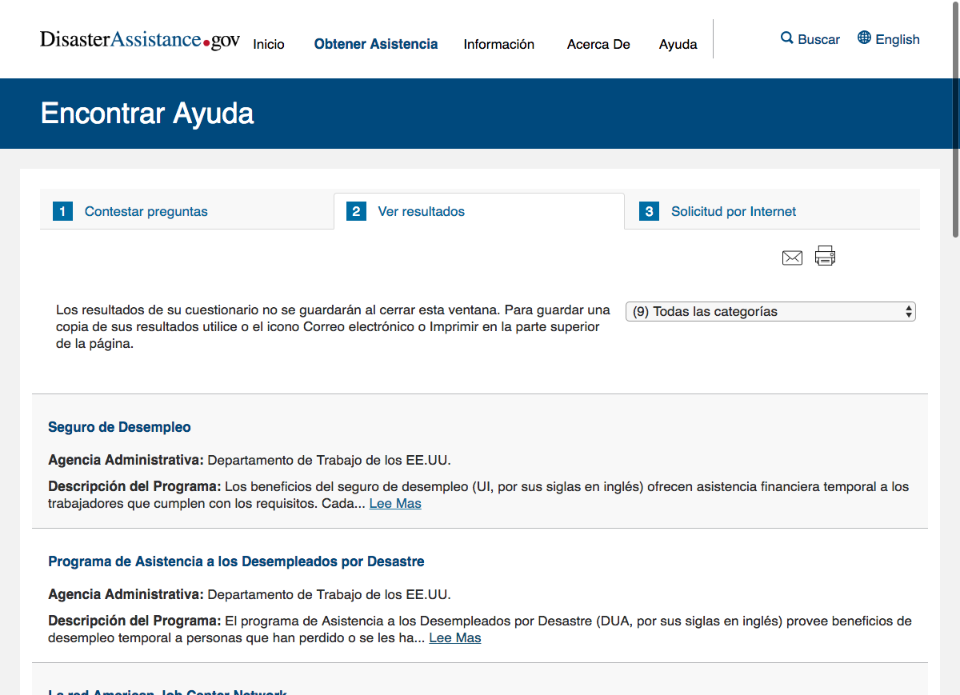 DisasterAssistance.gov
Inicio
Obtener Asistencia
Información
Acerca De
Ayuda
Buscar
English
Encontrar Ayuda
1 Contestar preguntas
2 Ver resultados
3 Solicitud por Internet
Los resultados de su cuestionario no se guardarán al cerrar esta ventana. Para guardar una
copia de sus resultados utilice o el icono Correo electrónico o Imprimir en la parte superior
de la página.
(9) Todas las categorías
Seguro de Desempleo
Agencia Administrativa: Departamento de Trabajo de los EE.UU.
Descripción del Programa: Los beneficios del seguro de desempleo (UI, por sus siglas en inglés) ofrecen asistencia financiera temporal a los
trabajadores que cumplen con los requisitos. Cada... Lee Mas
Programa de Asistencia a los Desempleados por Desastre
Agencia Administrativa: Departamento de Trabajo de los EE.UU.
Descripción del Programa: El programa de Asistencia a los Desempleados por Desastre (DUA, por sus siglas en inglés) provee beneficios de
desempleo temporal a personas que han perdido o se les ha... Lee Mas
La red American Job Center Network